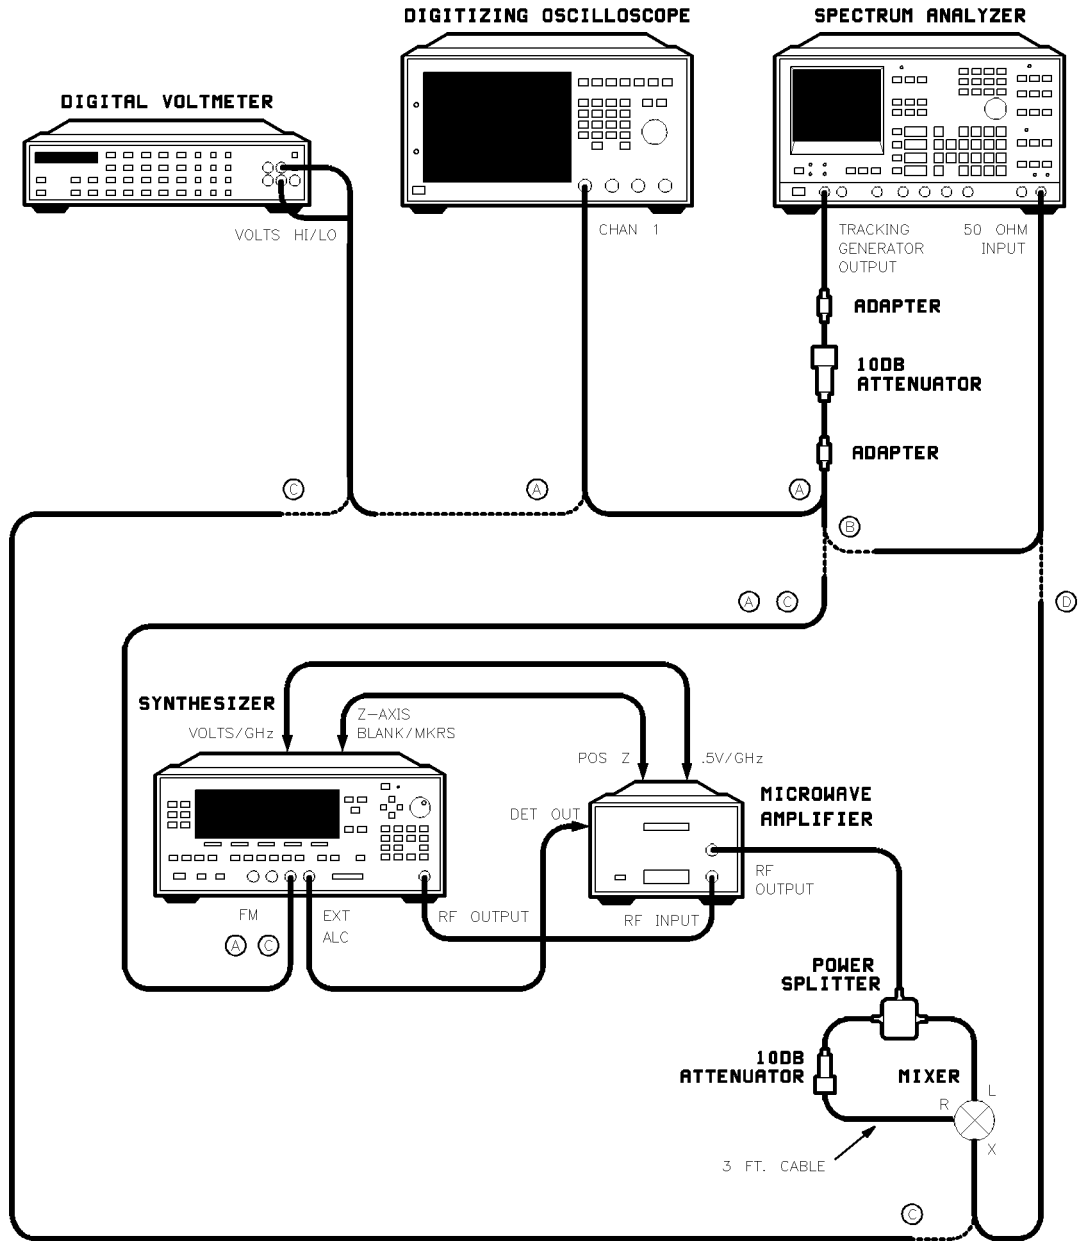 DIGITIZING OSCILLOSCOPE
SPECTRUM ANALYZER
DIGITAL VOLTMETER
VOLTS HI/LO
CHAN 1
TRACKING
GENERATOR
OUTPUT
50 OHM
INPUT
ADAPTER
10DB
ATTENUATOR
ADAPTER
C
A
A
B
A
C
D
SYNTHESIZER
VOLTS/GHz
Z-AXIS
BLANK/MKRS
POS Z
.5V/GHz
MICROWAVE
AMPLIFIER
DET OUT
RF
OUTPUT
FM
A
C
EXT
ALC
RF OUTPUT
RF INPUT
POWER
SPLITTER
10DB
ATTENUATOR
MIXER
L
R
X
3 FT. CABLE
C